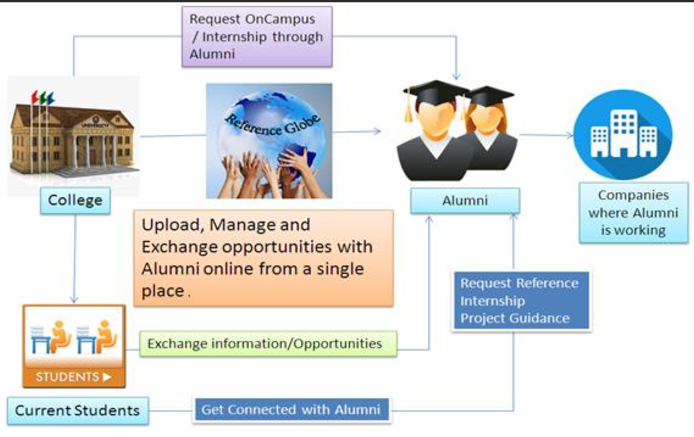 Request OnCampus
/ Internship through
Alumni
Reference Globe
College
Alumni
Companies
where Alumni
is working
Upload, Manage and
Exchange opportunities with
Alumni online from a single
place.
Request Reference
Internship
Project Guidance
Exchange information/Opportunities
STUDENTS
Current Students
Get Connected with Alumni